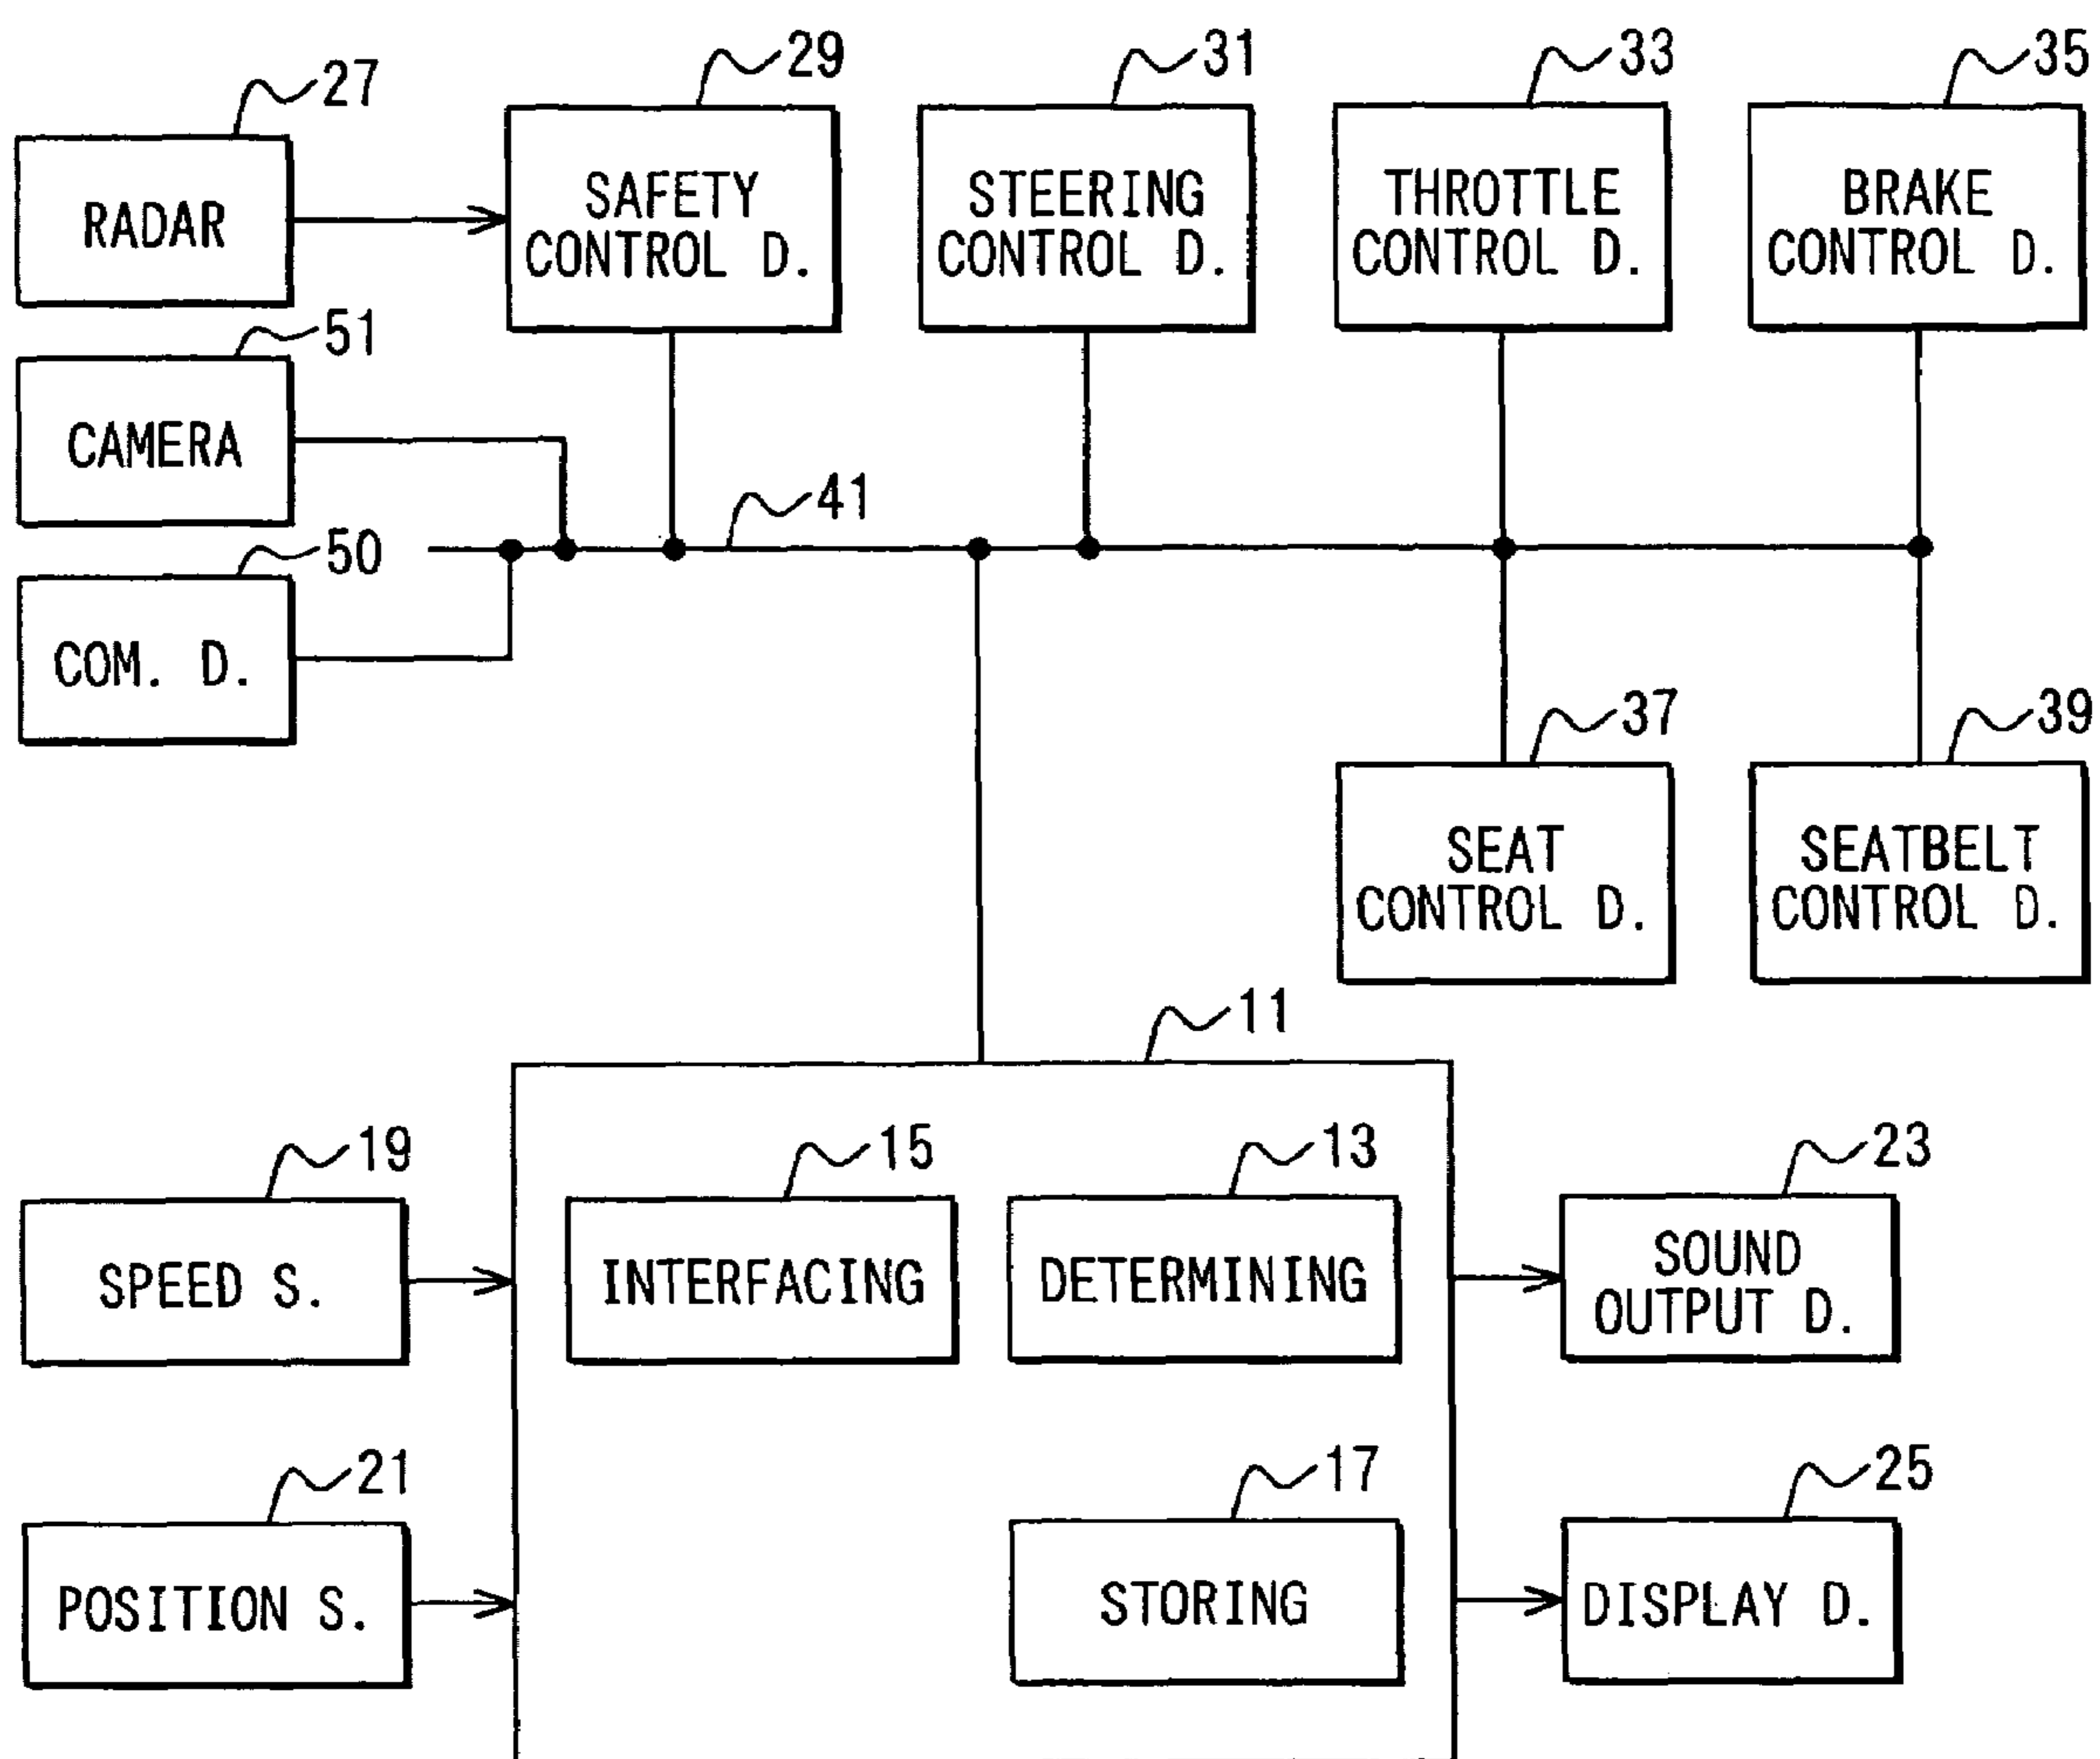 27
29
31
33
35
RADAR
SAFETY
CONTROL D.
STEERING
CONTROL D.
THROTTLE
CONTROL D.
BRAKE
CONTROL D.
51
CAMERA
41
50
COM. D.
37
39
SEAT
CONTROL D.
SEATBELT
CONTROL D.
11
19
15
13
23
SPEED S.
INTERFACING
DETERMINING
SOUND
OUTPUT D.
21
17
25
POSITION S.
STORING
DISPLAY D.